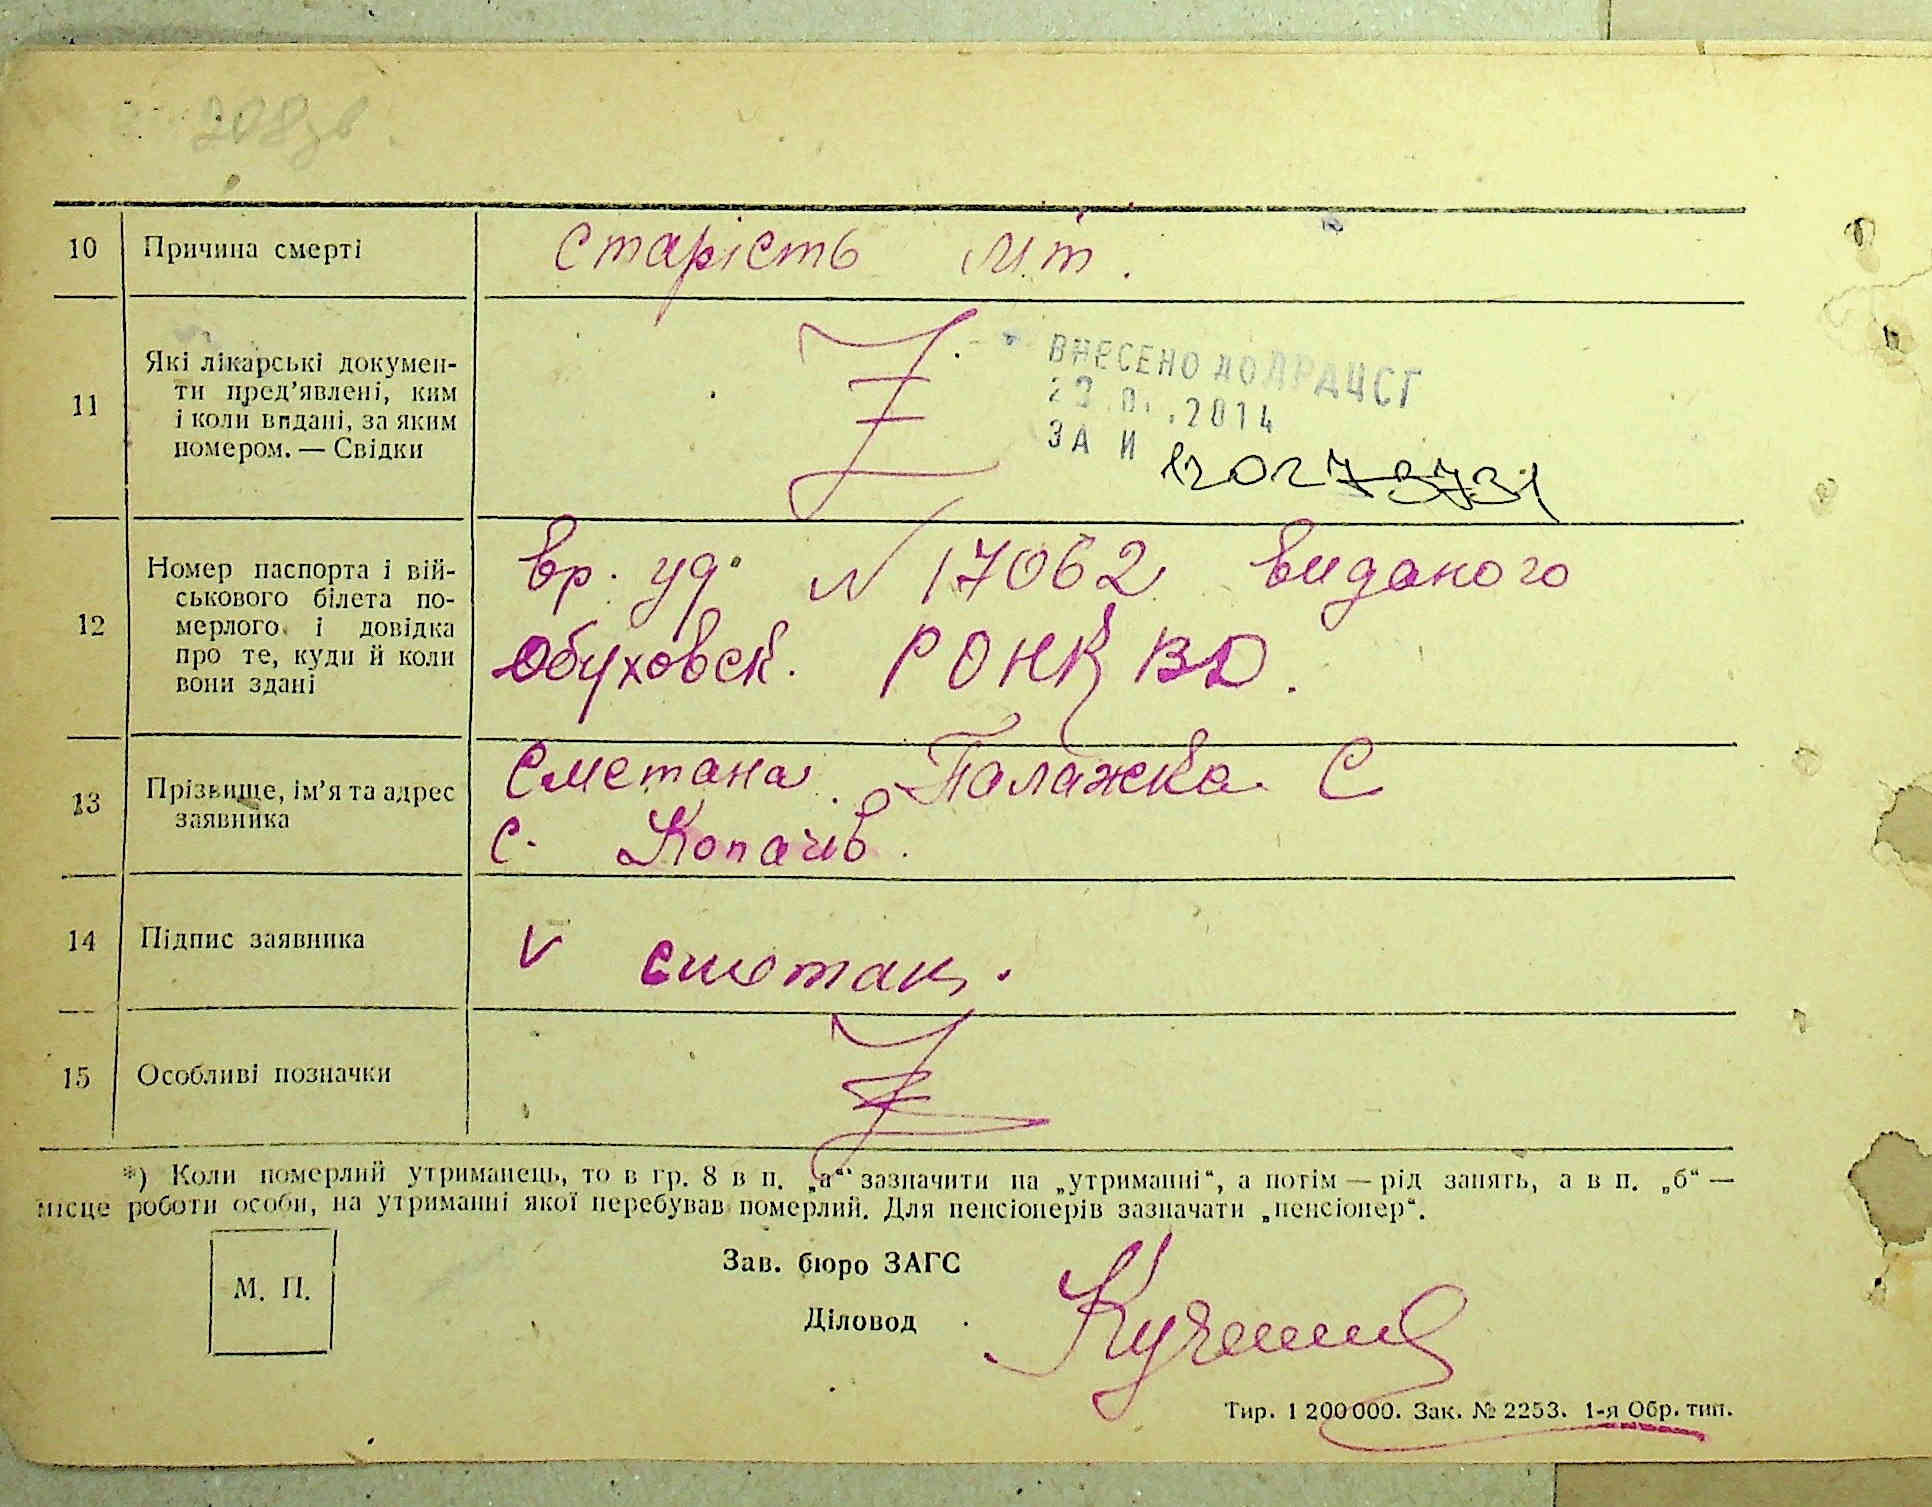 208зв
10 Причина смерті старість літ.
11 Які лікарські докумен-
ти пред'явлені, ким
і коли видані, за яким
номером. — Свідки
ВНЕСЕНО ДО ДРАЦСГ
2014
ЗА И 120273731
12 Номер паспорта і вій-
ськового білета по-
мерлого і довідка
про те, куди й коли
вони здані
вр. уд. N 17062 виданого
Обуховск. РОНКВД.
13 Прізвище, ім'я та адрес
заявника
Сметана Палажка С
с. Копачів.
14 Підпис заявника
V сметан.
15 Особливі позначки
*) Коли померлий утриманець, то в гр. 8 в п. „а“ зазначити на „утриманні“, а потім — рід занять, а в п. „б“ —
місце роботи особи, на утриманні якої перебував померлий. Для пенсіонерів зазначати „пенсіонер“.
М. П.
Зав. бюро ЗАГС
Діловод
Тир. 1 200 000. Зак. № 2253. 1-я Обр. тип.